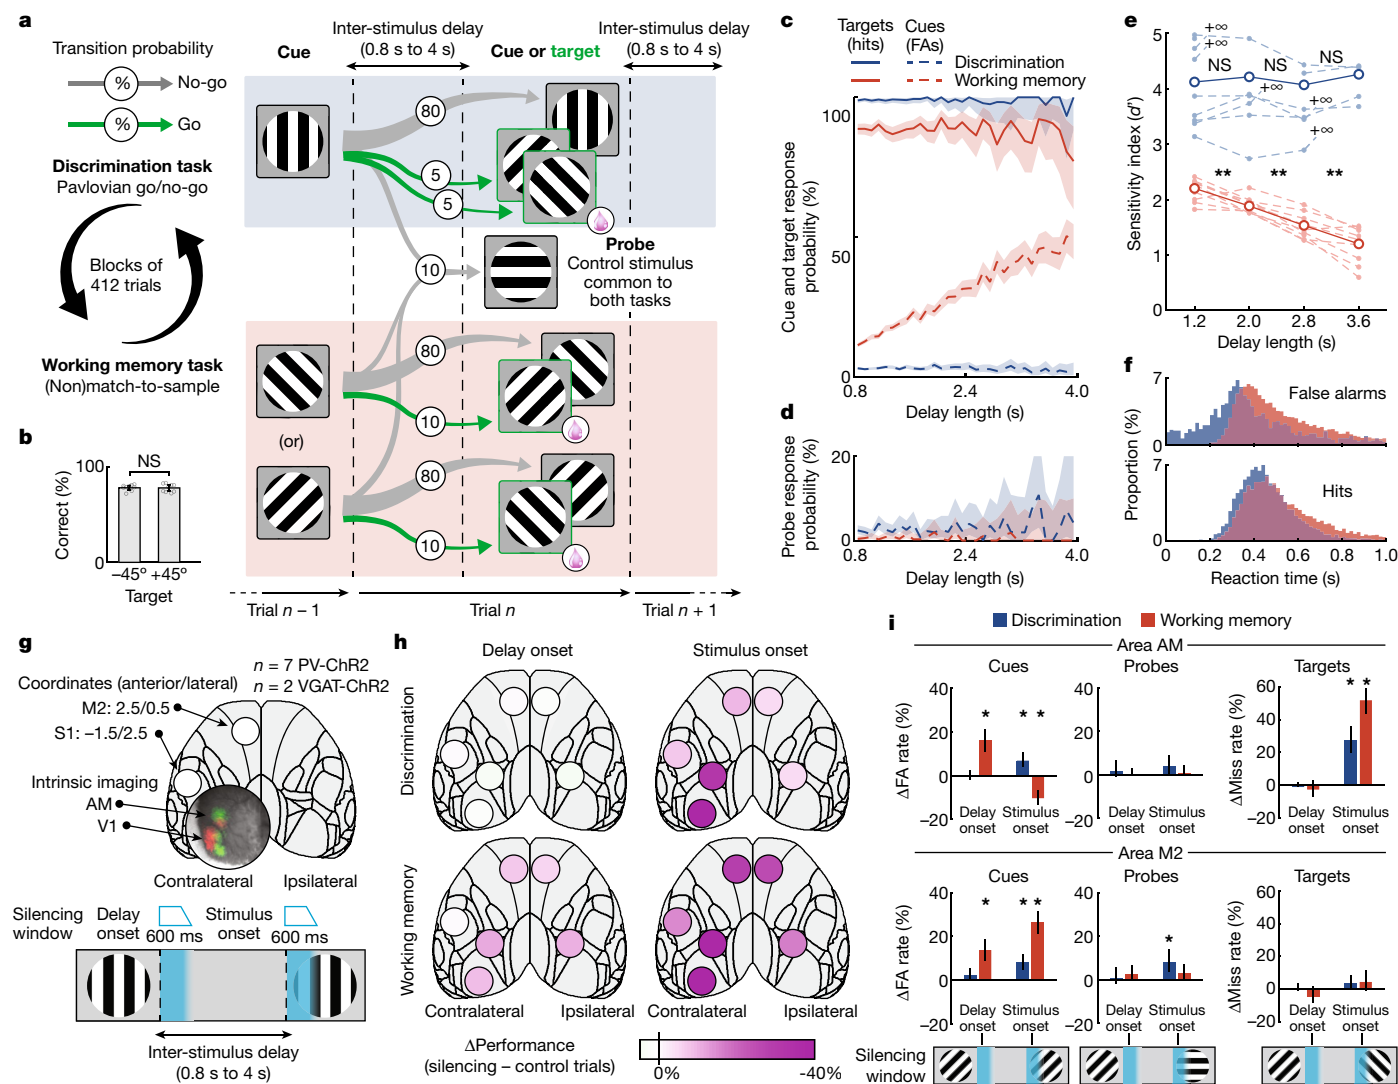 a
Transition probability
% No-go
% Go
Discrimination task
Pavlovian go/no-go
Blocks of
412 trials
Working memory task
(Non)match-to-sample
Cue
Inter-stimulus delay
(0.8 s to 4 s)
Cue or target
Inter-stimulus delay
(0.8 s to 4 s)
80
5
5
10
Probe
Control stimulus
common to
both tasks
80
10
(or)
80
10
Trial n – 1
Trial n
Trial n + 1
b
NS
100
0
Correct (%)
–45° +45°
Target
c
Targets
(hits)
Cues
(FAs)
Discrimination
Working memory
Cue and target response
probability (%)
100
50
0
0.8 2.4 4.0
Delay length (s)
d
Probe response
probability (%)
20
0
0.8 2.4 4.0
Delay length (s)
e
Sensitivity index (d′)
5
4
3
2
1
0
+∞
+∞
NS NS NS
+∞
+∞
+∞
** ** **
1.2 2.0 2.8 3.6
Delay length (s)
f
7
0
False alarms
Proportion (%)
7
0
Hits
0 0.2 0.4 0.6 0.8 1.0
Reaction time (s)
g
n = 7 PV-ChR2
n = 2 VGAT-ChR2
Coordinates (anterior/lateral)
M2: 2.5/0.5
S1: –1.5/2.5
Intrinsic imaging
AM
V1
Contralateral Ipsilateral
Silencing
window
Delay
onset
600 ms
Stimulus
onset
600 ms
Inter-stimulus delay
(0.8 s to 4 s)
h
Delay onset
Stimulus onset
Discrimination
Working memory
Contralateral Ipsilateral
Contralateral Ipsilateral
ΔPerformance
(silencing – control trials)
0% -40%
i
Discrimination Working memory
Area AM
Cues
ΔFA rate (%)
40
20
0
–20
* * *
Delay
onset
Stimulus
onset
Probes
40
20
0
–20
Delay
onset
Stimulus
onset
Targets
ΔMiss rate (%)
60
40
20
0
–20
* *
Delay
onset
Stimulus
onset
Area M2
Cues
ΔFA rate (%)
40
20
0
–20
* * *
Delay
onset
Stimulus
onset
Probes
40
20
0
–20
*
Delay
onset
Stimulus
onset
Targets
ΔMiss rate (%)
60
40
20
0
–20
Delay
onset
Stimulus
onset
Silencing
window